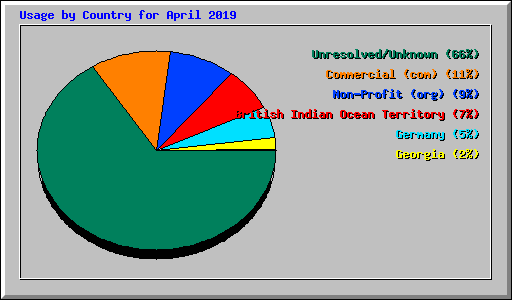 Usage by Country for April 2019
Unresolved/Unknown (66%)
Commercial (com) (11%)
Non-Profit (org) (9%)
British Indian Ocean Territory (7%)
Germany (5%)
Georgia (2%)